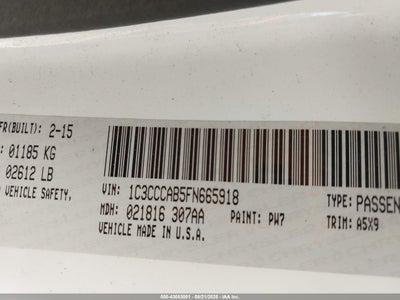 FR(BUILT): 2-15
: 01185 KG
: 02612 LB
VEHICLE SAFETY,
VIN: 1C3CCCAB5FN665918
TYPE: PASSEN
MDH: 021816 307AA
PAINT: PW7
TRIM: A5X9
VEHICLE MADE IN U.S.A.